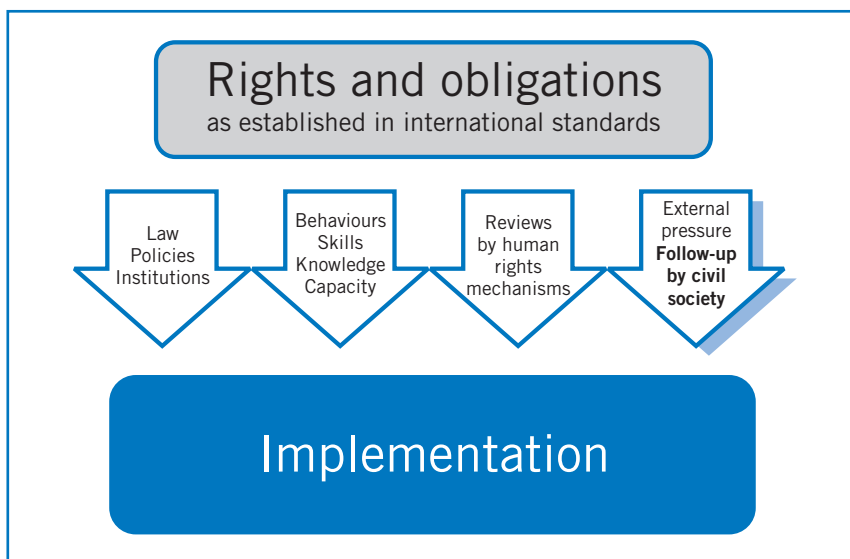 Rights and obligations
as established in international standards
Law
Policies
Institutions
Behaviours
Skills
Knowledge
Capacity
Reviews
by human
rights
mechanisms
External
pressure
Follow-up
by civil
society
Implementation